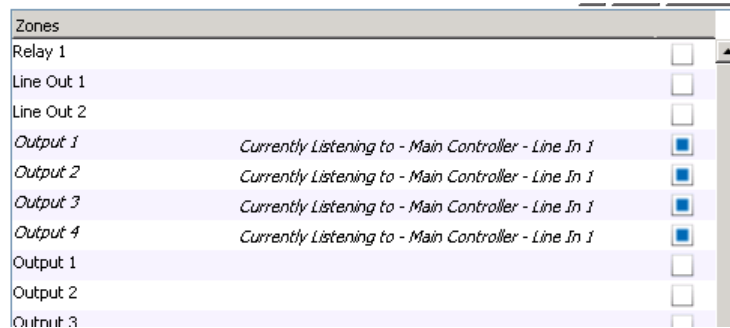 Zones
Relay 1
Line Out 1
Line Out 2
Output 1 Currently Listening to - Main Controller - Line In 1
Output 2 Currently Listening to - Main Controller - Line In 1
Output 3 Currently Listening to - Main Controller - Line In 1
Output 4 Currently Listening to - Main Controller - Line In 1
Output 1
Output 2
Output 3